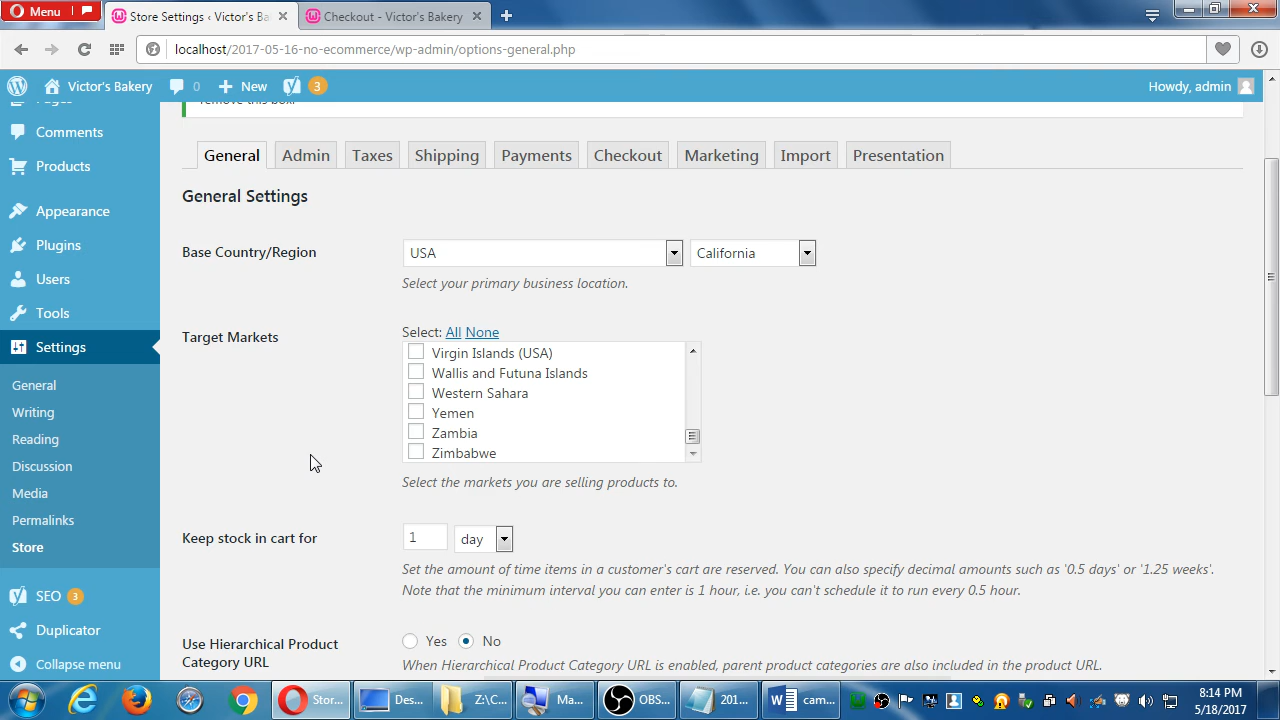 Menu
Store Settings ‹ Victor's Ba
Checkout - Victor's Bakery
localhost/2017-05-16-no-ecommerce/wp-admin/options-general.php
Victor's Bakery
0
New
3
Howdy, admin
Pages
remove this box.
Comments
Products
Appearance
Plugins
Users
Tools
Settings
General
Writing
Reading
Discussion
Media
Permalinks
Store
SEO 3
Duplicator
Collapse menu
General
Admin
Taxes
Shipping
Payments
Checkout
Marketing
Import
Presentation
General Settings
Base Country/Region
USA
California
Select your primary business location.
Target Markets
Select: All None
Virgin Islands (USA)
Wallis and Futuna Islands
Western Sahara
Yemen
Zambia
Zimbabwe
Select the markets you are selling products to.
Keep stock in cart for
1
day
Set the amount of time items in a customer's cart are reserved. You can also specify decimal amounts such as '0.5 days' or '1.25 weeks'.
Note that the minimum interval you can enter is 1 hour, i.e. you can't schedule it to run every 0.5 hour.
Use Hierarchical Product
Category URL
Yes
No
When Hierarchical Product Category URL is enabled, parent product categories are also included in the product URL.
Stor...
Des...
Z:\C...
Ma...
OBS...
201...
cam...
8:14 PM
5/18/2017